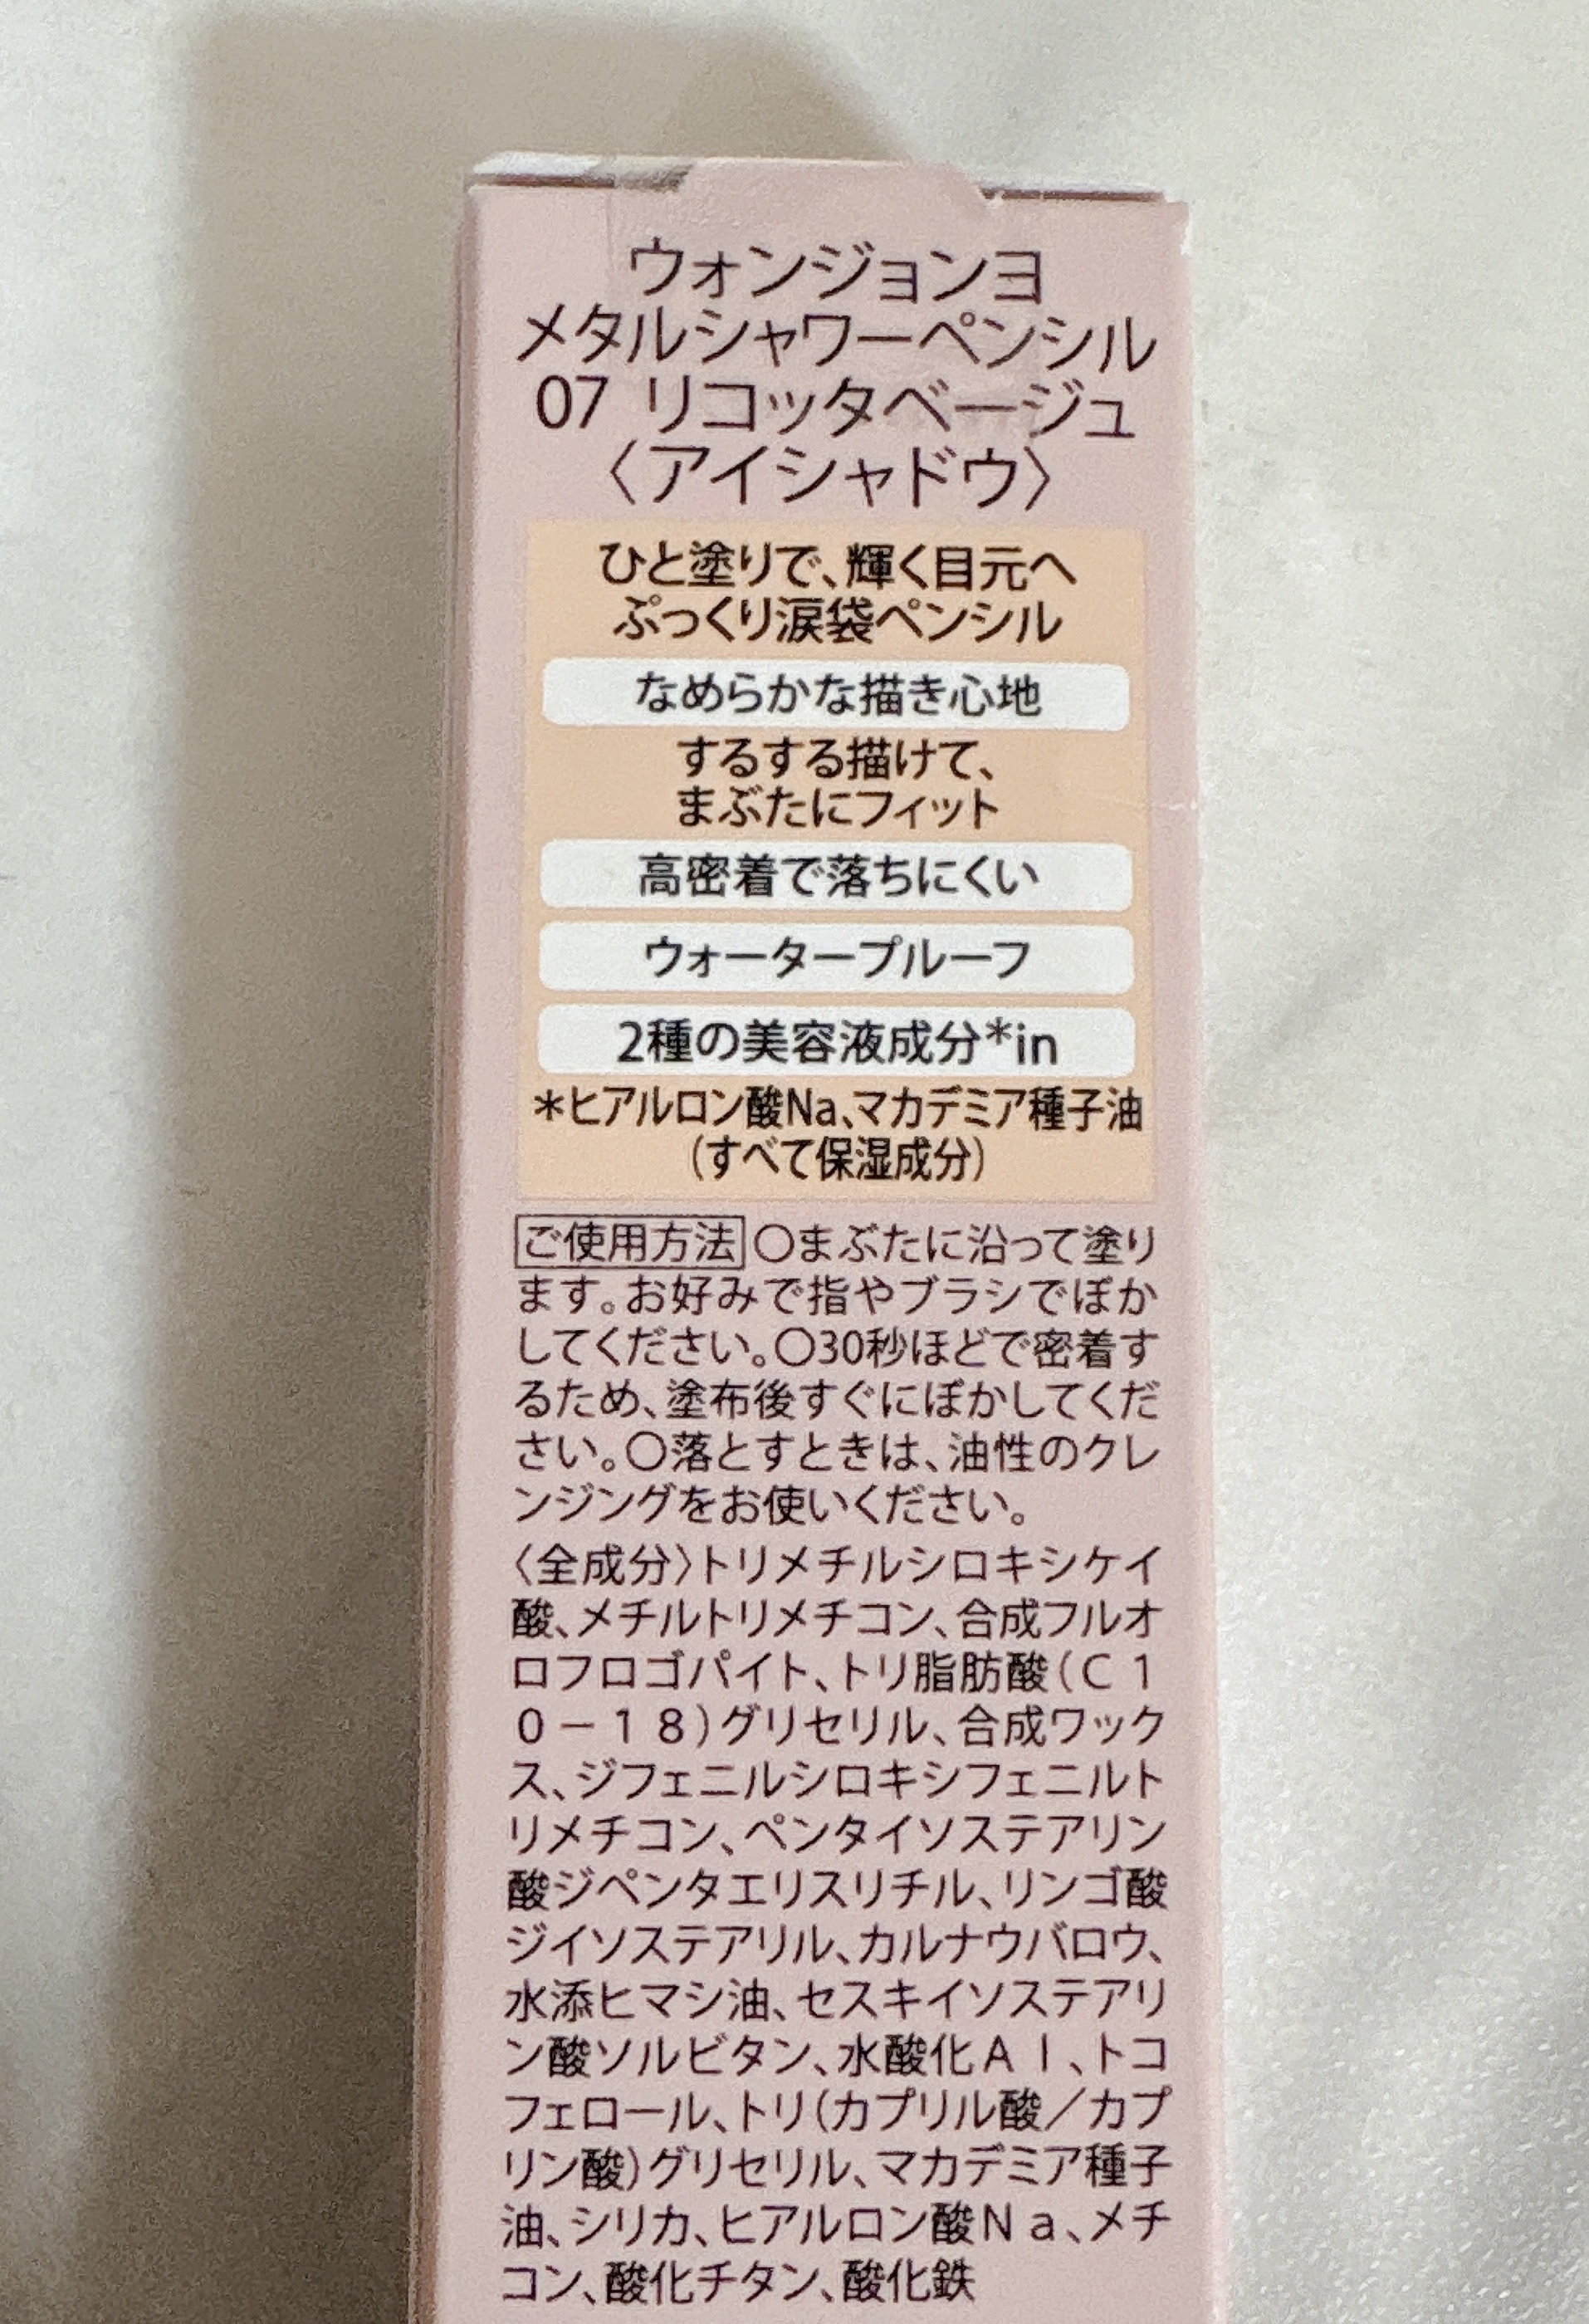 ウォンジョンヨ
メタルシャワーペンシル
07 リコッタベージュ
〈アイシャドウ〉
ひと塗りで、輝く目元へ
ぷっくり涙袋ペンシル
なめらかな描き心地
するする描けて、
まぶたにフィット
高密着で落ちにくい
ウォータープルーフ
2種の美容液成分*in
*ヒアルロン酸Na、マカデミア種子油
(すべて保湿成分)
ご使用方法 〇まぶたに沿って塗り
ます。お好みで指やブラシでぼか
してください。〇30秒ほどで密着す
るため、塗布後すぐにぼかしてくだ
さい。〇落とすときは、油性のクレ
ンジングをお使いください。
〈全成分〉トリメチルシロキシケイ
酸、メチルトリメチコン、合成フルオ
ロフロゴパイト、トリ脂肪酸（Ｃ１
０－１８）グリセリル、合成ワック
ス、ジフェニルシロキシフェニルト
リメチコン、ペンタイソステアリン
酸ジペンタエリスリチル、リンゴ酸
ジイソステアリル、カルナウバロウ、
水添ヒマシ油、セスキイソステアリ
ン酸ソルビタン、水酸化Ａｌ、トコ
フェロール、トリ（カプリル酸／カプ
リン酸）グリセリル、マカデミア種子
油、シリカ、ヒアルロン酸Ｎａ、メチ
コン、酸化チタン、酸化鉄